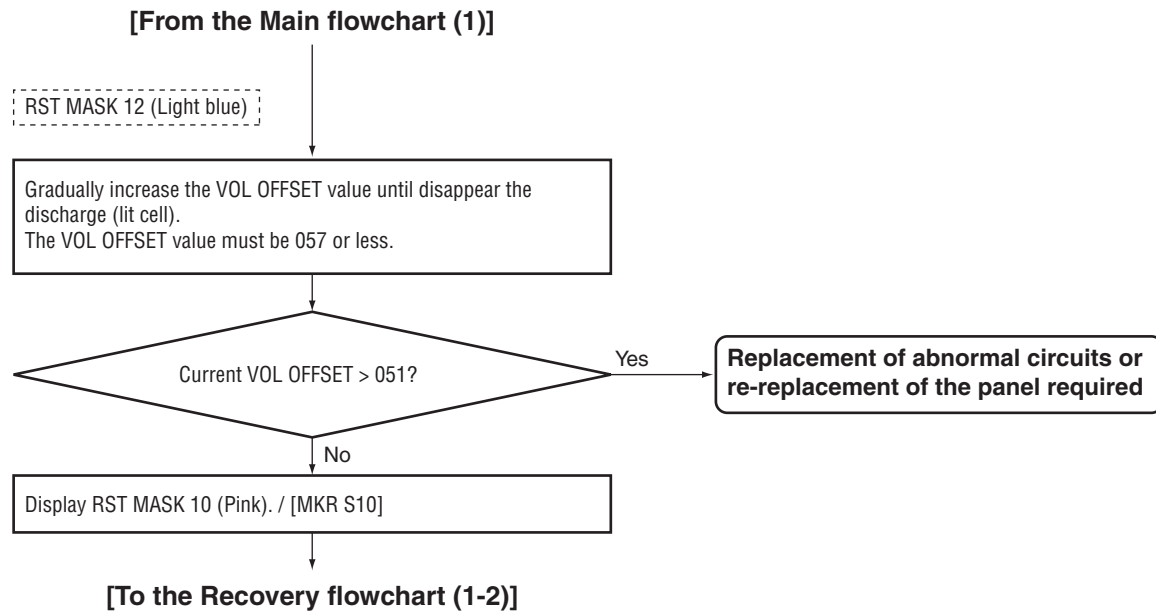 [From the Main flowchart (1)]
RST MASK 12 (Light blue)
Gradually increase the VOL OFFSET value until disappear the
discharge (lit cell).
The VOL OFFSET value must be 057 or less.
Current VOL OFFSET > 051?
Yes
Replacement of abnormal circuits or
re-replacement of the panel required
No
Display RST MASK 10 (Pink). / [MKR S10]
[To the Recovery flowchart (1-2)]